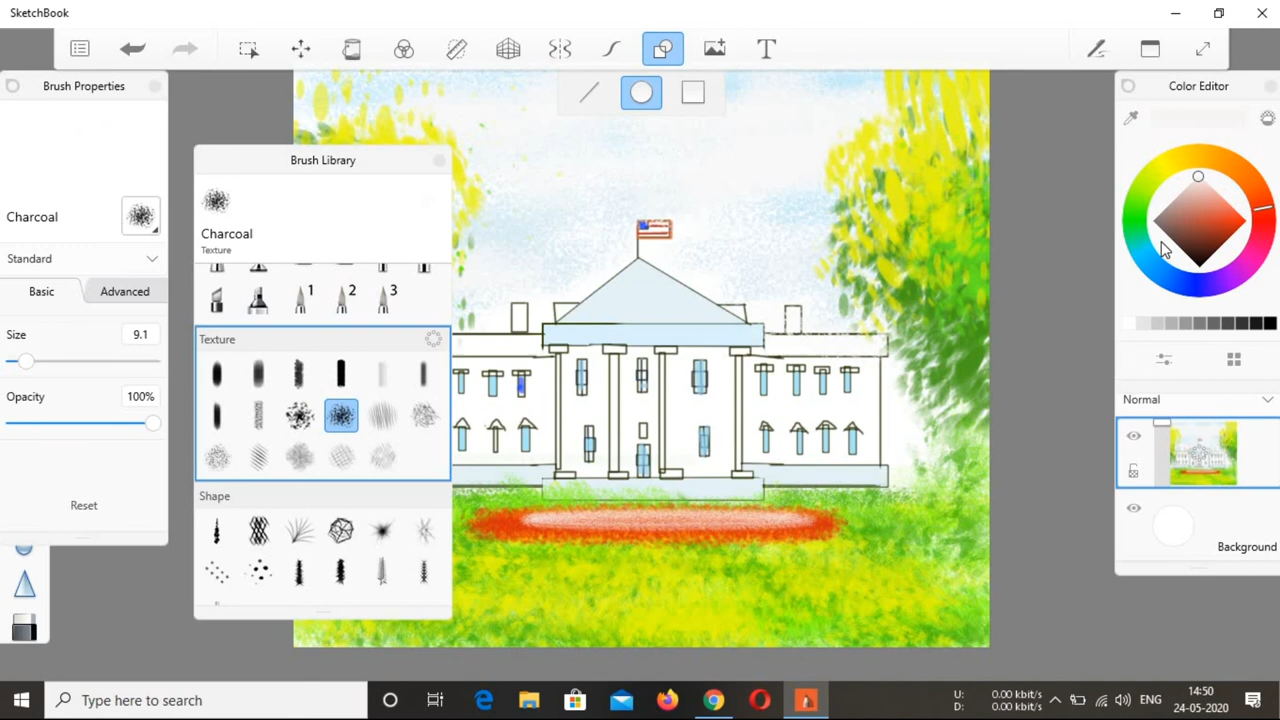 SketchBook
Brush Properties
Charcoal
Standard
Basic
Advanced
Size
9.1
Opacity
100%
Reset
Brush Library
Charcoal
Texture
1
2
3
Texture
Shape
Color Editor
Normal
Background
Type here to search
U:
D:
0.00 kbit/s
0.00 kbit/s
ENG
14:50
24-05-2020